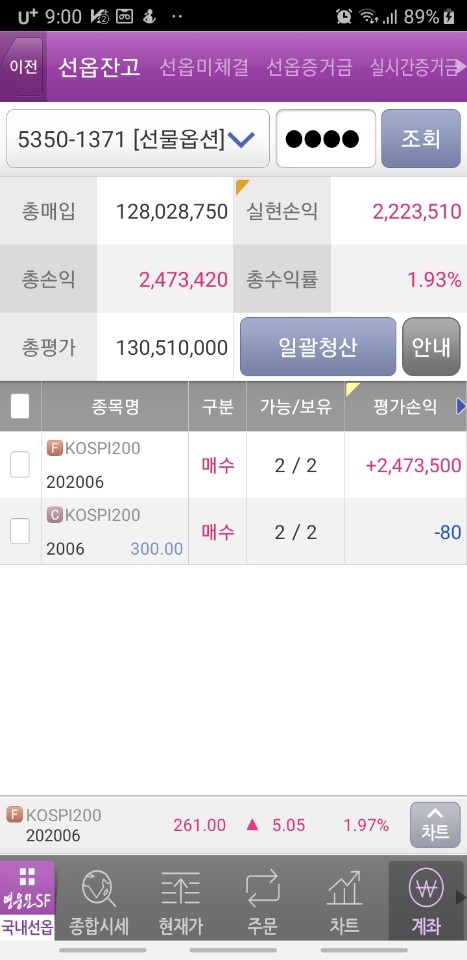 U+ 9:00 89%
이전 선옵잔고 선옵미체결 선옵증거금 실시간증거금
5350-1371 [선물옵션] ●●●● 조회
총매입 128,028,750 실현손익 2,223,510
총손익 2,473,420 총수익률 1.93%
총평가 130,510,000 일괄청산 안내
종목명 구분 가능/보유 평가손익
F KOSPI200
202006 매수 2 / 2 +2,473,500
C KOSPI200
2006 300.00 매수 2 / 2 -80
F KOSPI200
202006 261.00 ▲ 5.05 1.97% 차트
영웅문SF
국내선옵 종합시세 현재가 주문 차트 계좌